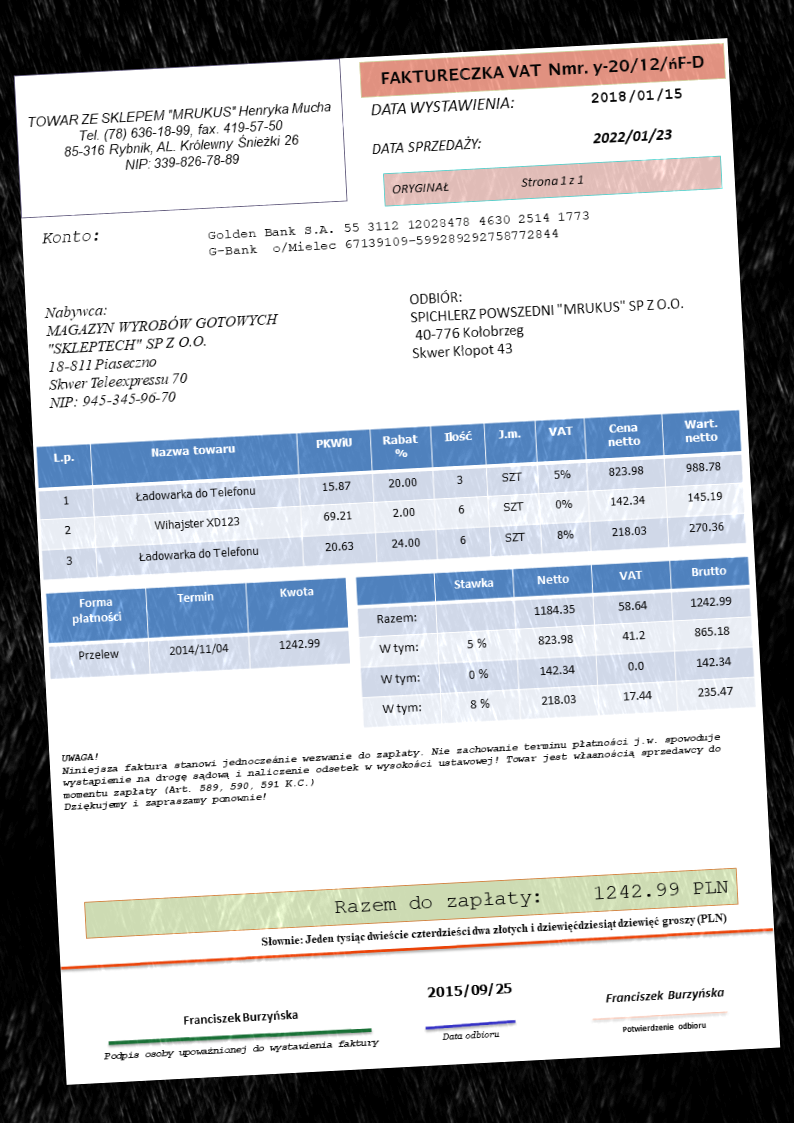 TOWAR ZE SKLEPEM "MRUKUS" Henryka Mucha
Tel. (78) 636-18-99, fax. 419-57-50
85-316 Rybnik, AL. Królewny Śnieżki 26
NIP: 339-826-78-89
FAKTURECZKA VAT Nmr. y-20/12/ńF-D
DATA WYSTAWIENIA: 2018/01/15
DATA SPRZEDAŻY: 2022/01/23
ORYGINAŁ Strona 1 z 1
Konto: Golden Bank S.A. 55 3112 12028478 4630 2514 1773
G-Bank o/Mielec 67139109-599289292758772844
Nabywca:
MAGAZYN WYROBÓW GOTOWYCH
"SKLEPTECH" SP Z O.O.
18-811 Piaseczno
Skwer Teleexpressu 70
NIP: 945-345-96-70
ODBIÓR:
SPICHLERZ POWSZEDNI "MRUKUS" SP Z O.O.
40-776 Kołobrzeg
Skwer Kłopot 43
L.p. Nazwa towaru PKWiU Rabat % Ilość J.m. VAT Cena netto Wart. netto
1 Ładowarka do Telefonu 15.87 20.00 3 SZT 5% 823.98 988.78
2 Wihajster XD123 69.21 2.00 6 SZT 0% 142.34 145.19
3 Ładowarka do Telefonu 20.63 24.00 6 SZT 8% 218.03 270.36
Forma płatności Termin Kwota
Przelew 2014/11/04 1242.99
Stawka Netto VAT Brutto
Razem: 1184.35 58.64 1242.99
W tym: 5 % 823.98 41.2 865.18
W tym: 0 % 142.34 0.0 142.34
W tym: 8 % 218.03 17.44 235.47
UWAGA!
Niniejsza faktura stanowi jednocześnie wezwanie do zapłaty. Nie zachowanie terminu płatności j.w. spowoduje
wystąpienie na drogę sądową i naliczenie odsetek w wysokości ustawowej! Towar jest własnością sprzedawcy do
momentu zapłaty (Art. 589, 590, 591 K.C.)
Dziękujemy i zapraszamy ponownie!
Razem do zapłaty: 1242.99 PLN
Słownie: Jeden tysiąc dwieście czterdzieści dwa złotych i dziewięćdziesiąt dziewięć groszy (PLN)
Franciszek Burzyńska
Podpis osoby upoważnionej do wystawienia faktury
2015/09/25
Data odbioru
Franciszek Burzyńska
Potwierdzenie odbioru